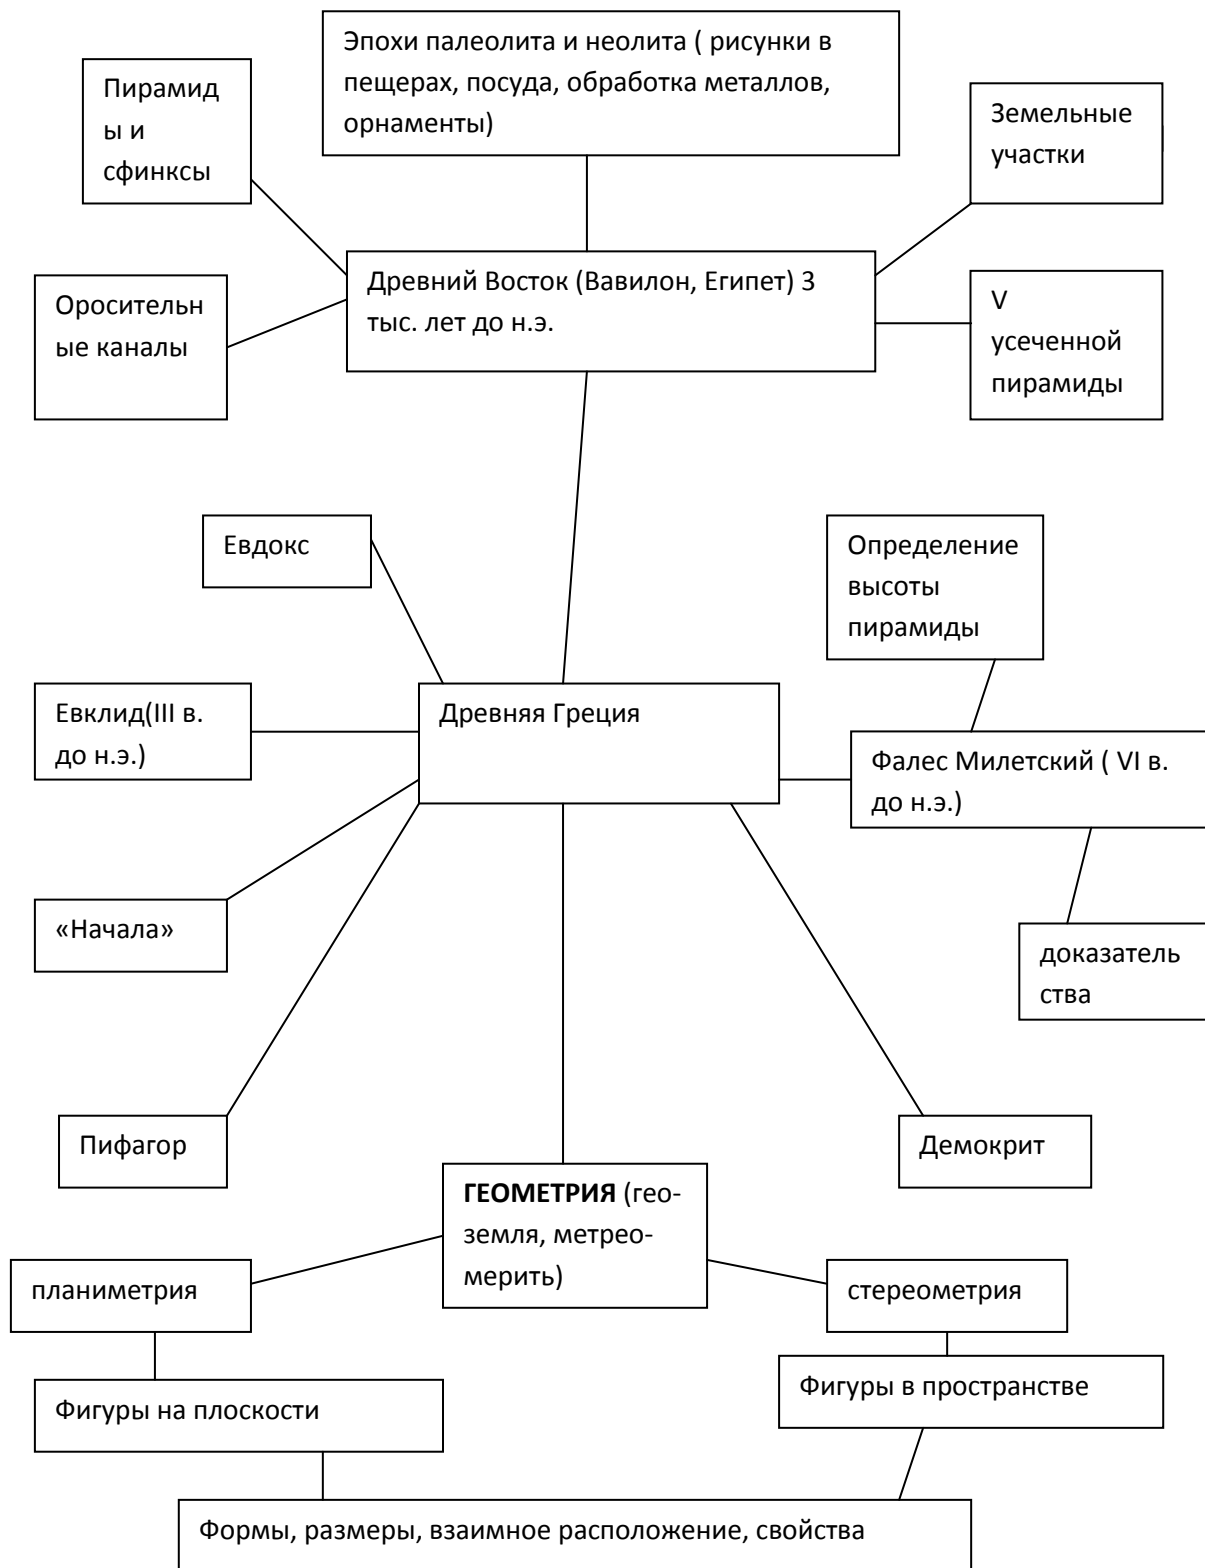 Эпохи палеолита и неолита ( рисунки в
пещерах, посуда, обработка металлов,
орнаменты)
Пирамид
ы и
сфинксы
Земельные
участки
Древний Восток (Вавилон, Египет) 3
тыс. лет до н.э.
Оросительн
ые каналы
V
усеченной
пирамиды
Евдокс
Определение
высоты
пирамиды
Евклид(III в.
до н.э.)
Древняя Греция
Фалес Милетский ( VI в.
до н.э.)
«Начала»
доказатель
ства
Пифагор
Демокрит
ГЕОМЕТРИЯ (гео-
земля, метрео-
мерить)
планиметрия
стереометрия
Фигуры на плоскости
Фигуры в пространстве
Формы, размеры, взаимное расположение, свойства